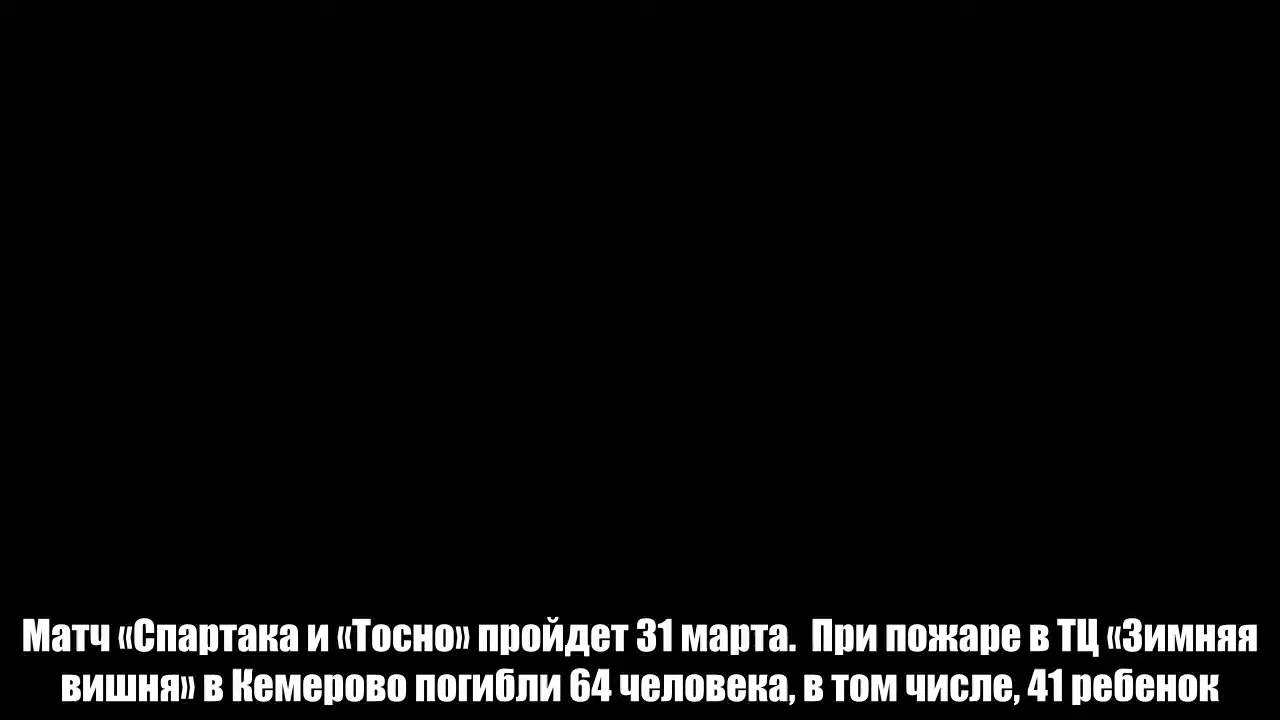 Матч «Спартака и «Тосно» пройдет 31 марта.  При пожаре в ТЦ «Зимняя
вишня» в Кемерово погибли 64 человека, в том числе, 41 ребенок